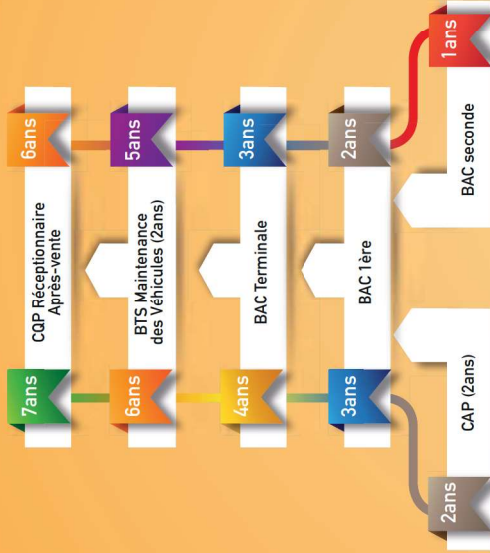 7ans
CQP Réceptionnaire
Après-vente
6ans
6ans
BTS Maintenance
des Véhicules (2ans)
5ans
4ans
BAC Terminale
3ans
3ans
BAC 1ère
2ans
2ans
CAP (2ans)
BAC seconde
1ans